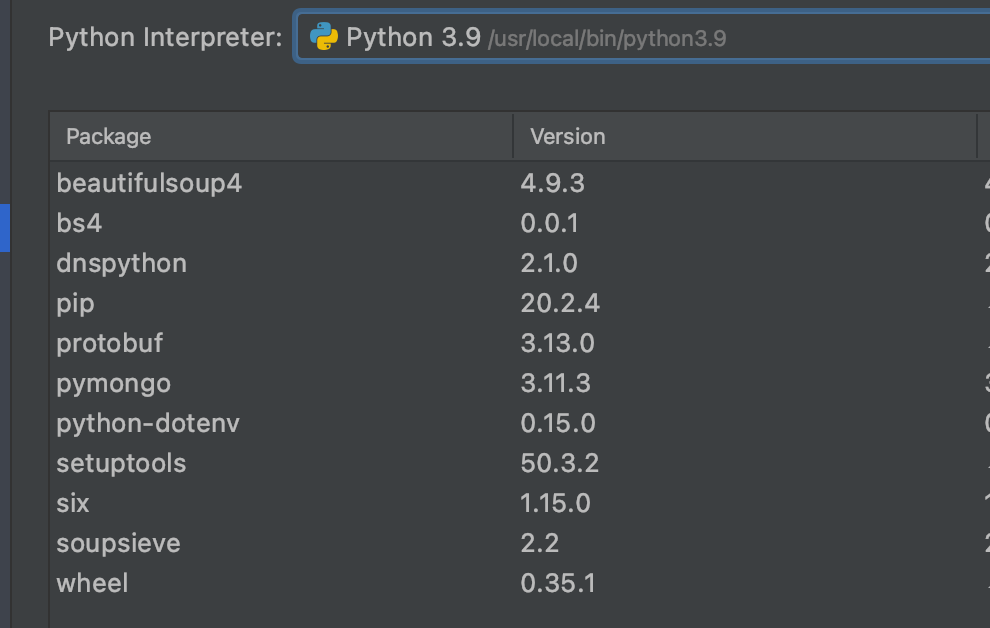 Python Interpreter: Python 3.9 /usr/local/bin/python3.9
Package Version
beautifulsoup4 4.9.3
bs4 0.0.1
dnspython 2.1.0
pip 20.2.4
protobuf 3.13.0
pymongo 3.11.3
python-dotenv 0.15.0
setuptools 50.3.2
six 1.15.0
soupsieve 2.2
wheel 0.35.1